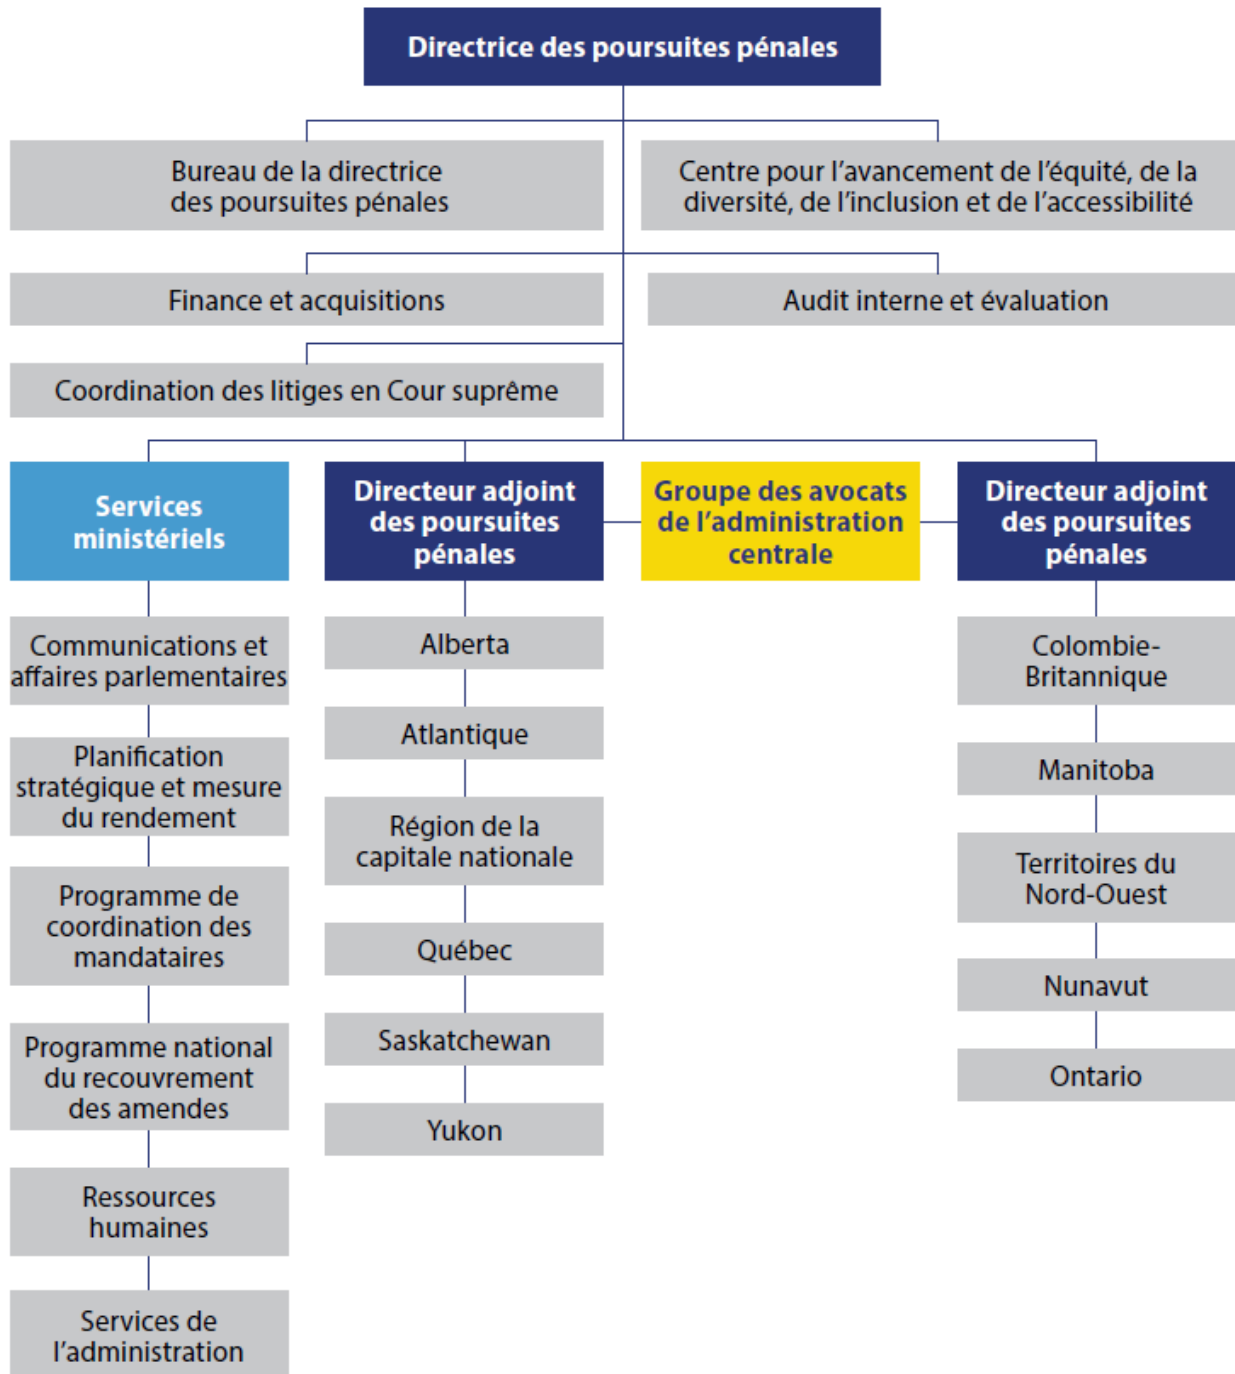 Directrice des poursuites pénales
Bureau de la directrice
des poursuites pénales
Centre pour l’avancement de l’équité, de la
diversité, de l’inclusion et de l’accessibilité
Finance et acquisitions
Audit interne et évaluation
Coordination des litiges en Cour suprême
Services
ministériels
Directeur adjoint
des poursuites
pénales
Groupe des avocats
de l’administration
centrale
Directeur adjoint
des poursuites
pénales
Communications et
affaires parlementaires
Planification
stratégique et mesure
du rendement
Programme de
coordination des
mandataires
Programme national
du recouvrement
des amendes
Ressources
humaines
Services de
l’administration
Alberta
Atlantique
Région de la
capitale nationale
Québec
Saskatchewan
Yukon
Colombie-
Britannique
Manitoba
Territoires du
Nord-Ouest
Nunavut
Ontario